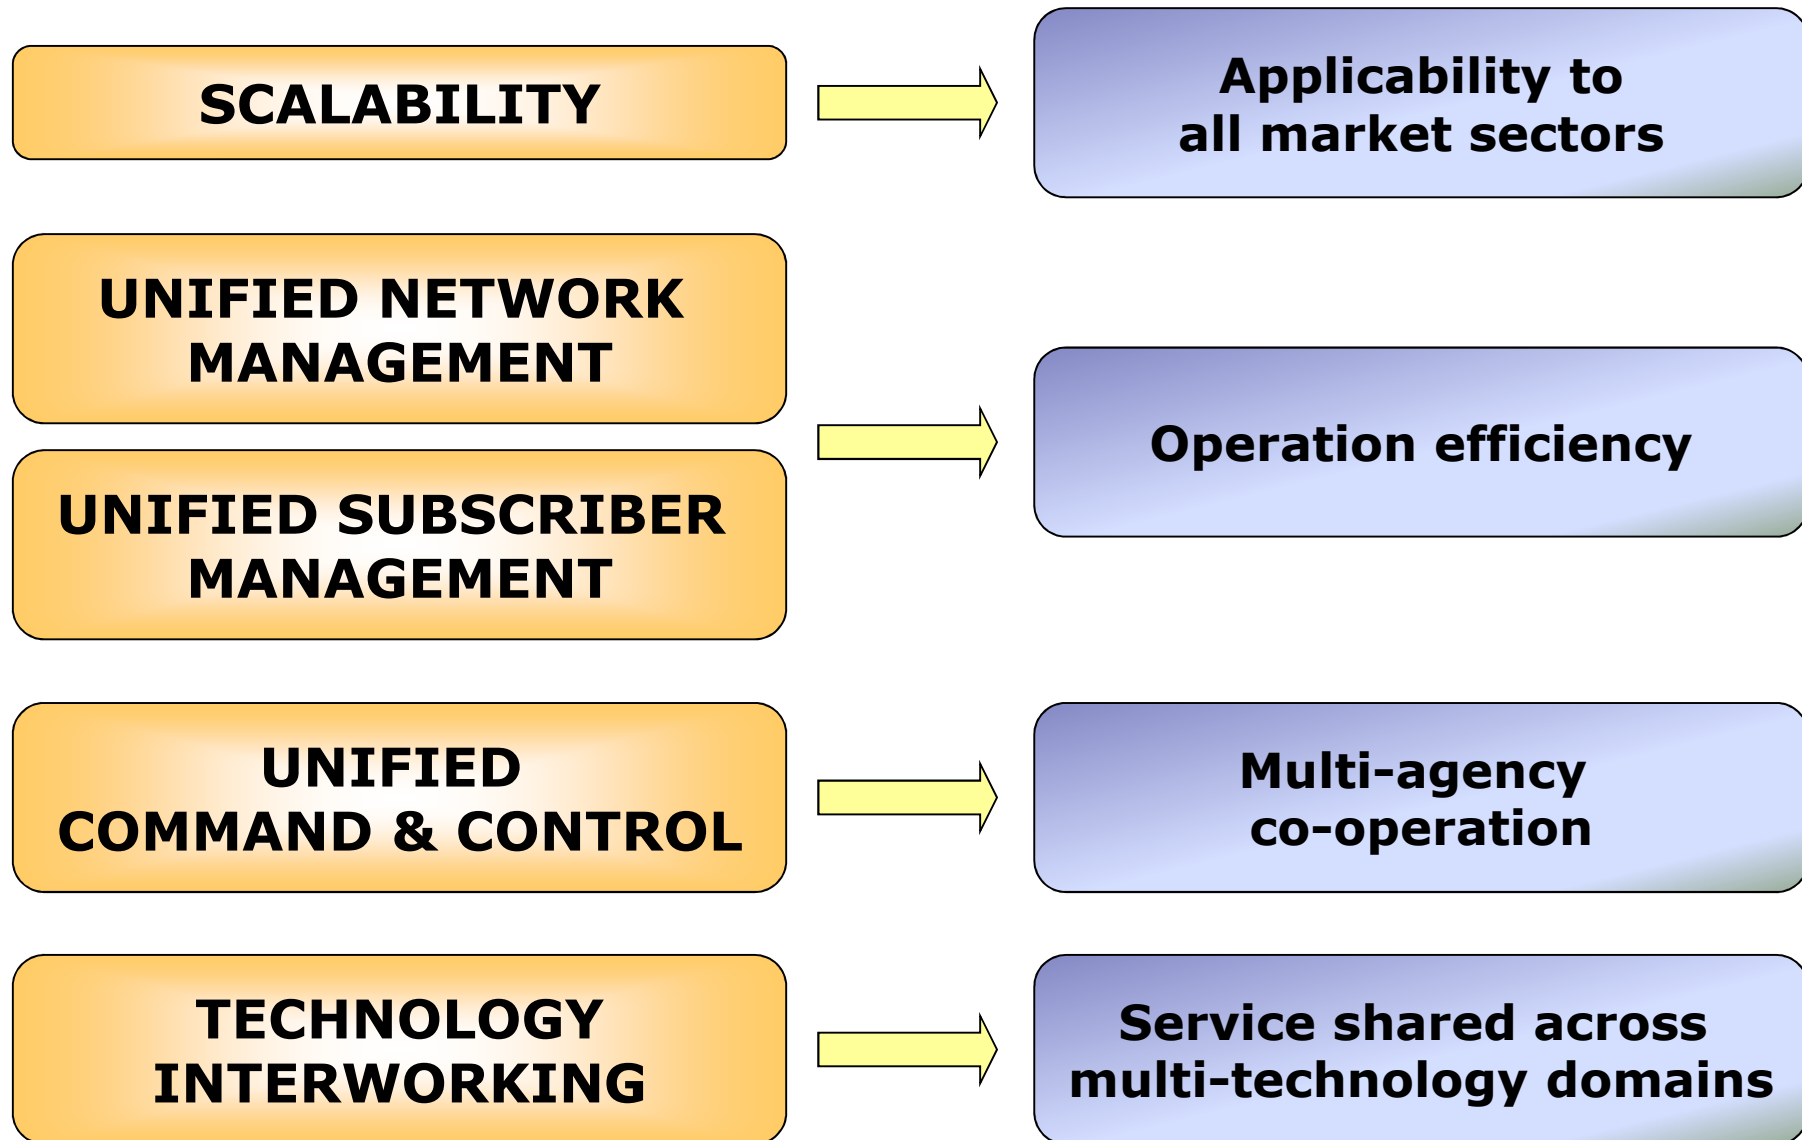 SCALABILITY
Applicability to
all market sectors
UNIFIED NETWORK
MANAGEMENT
UNIFIED SUBSCRIBER
MANAGEMENT
Operation efficiency
UNIFIED
COMMAND & CONTROL
Multi-agency
co-operation
TECHNOLOGY
INTERWORKING
Service shared across
multi-technology domains